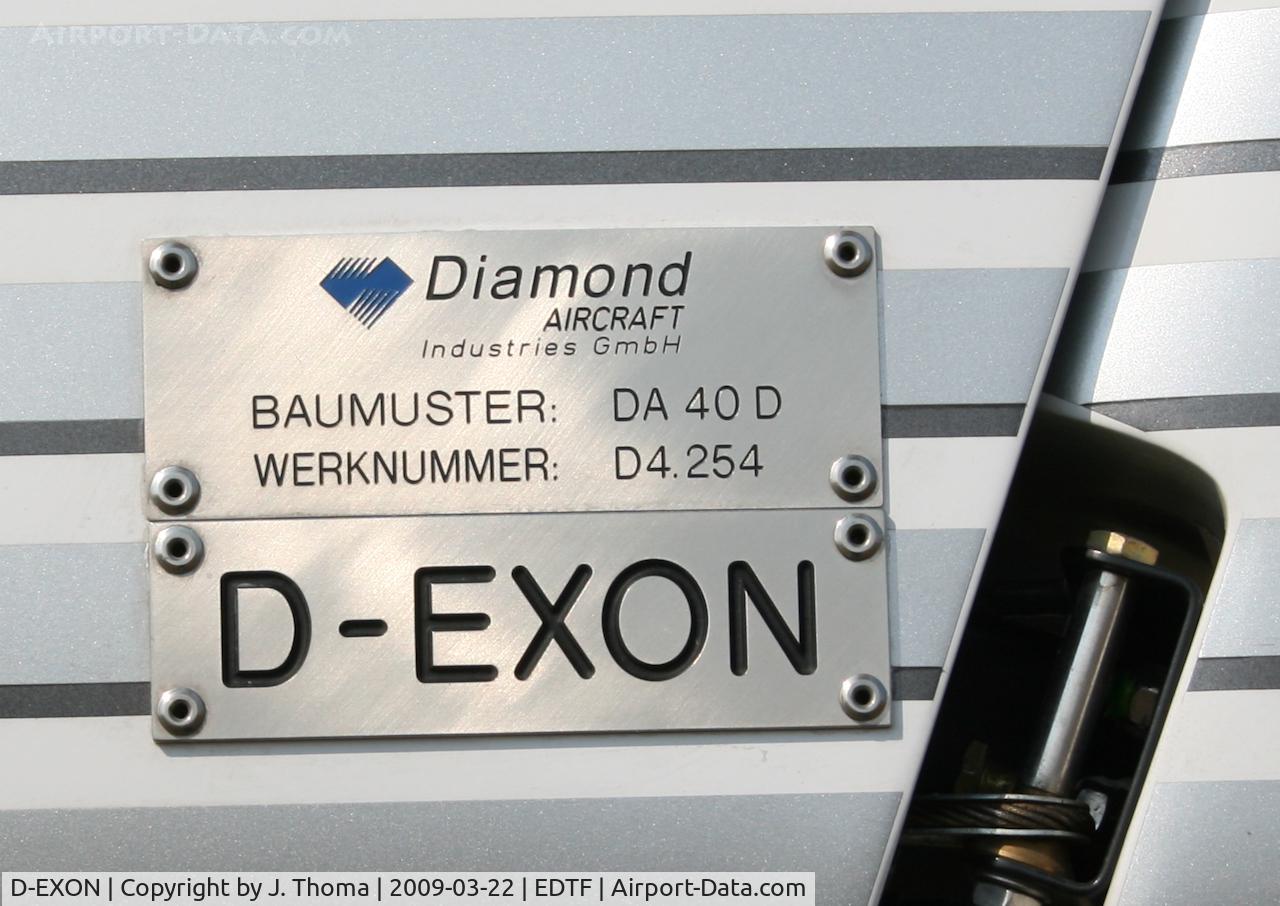 AIRPORT-DATA.COM
Diamond
AIRCRAFT
Industries GmbH
BAUMUSTER: DA 40 D
WERKNUMMER: D4.254
D-EXON
D-EXON | Copyright by J. Thoma | 2009-03-22 | EDTF | Airport-Data.com